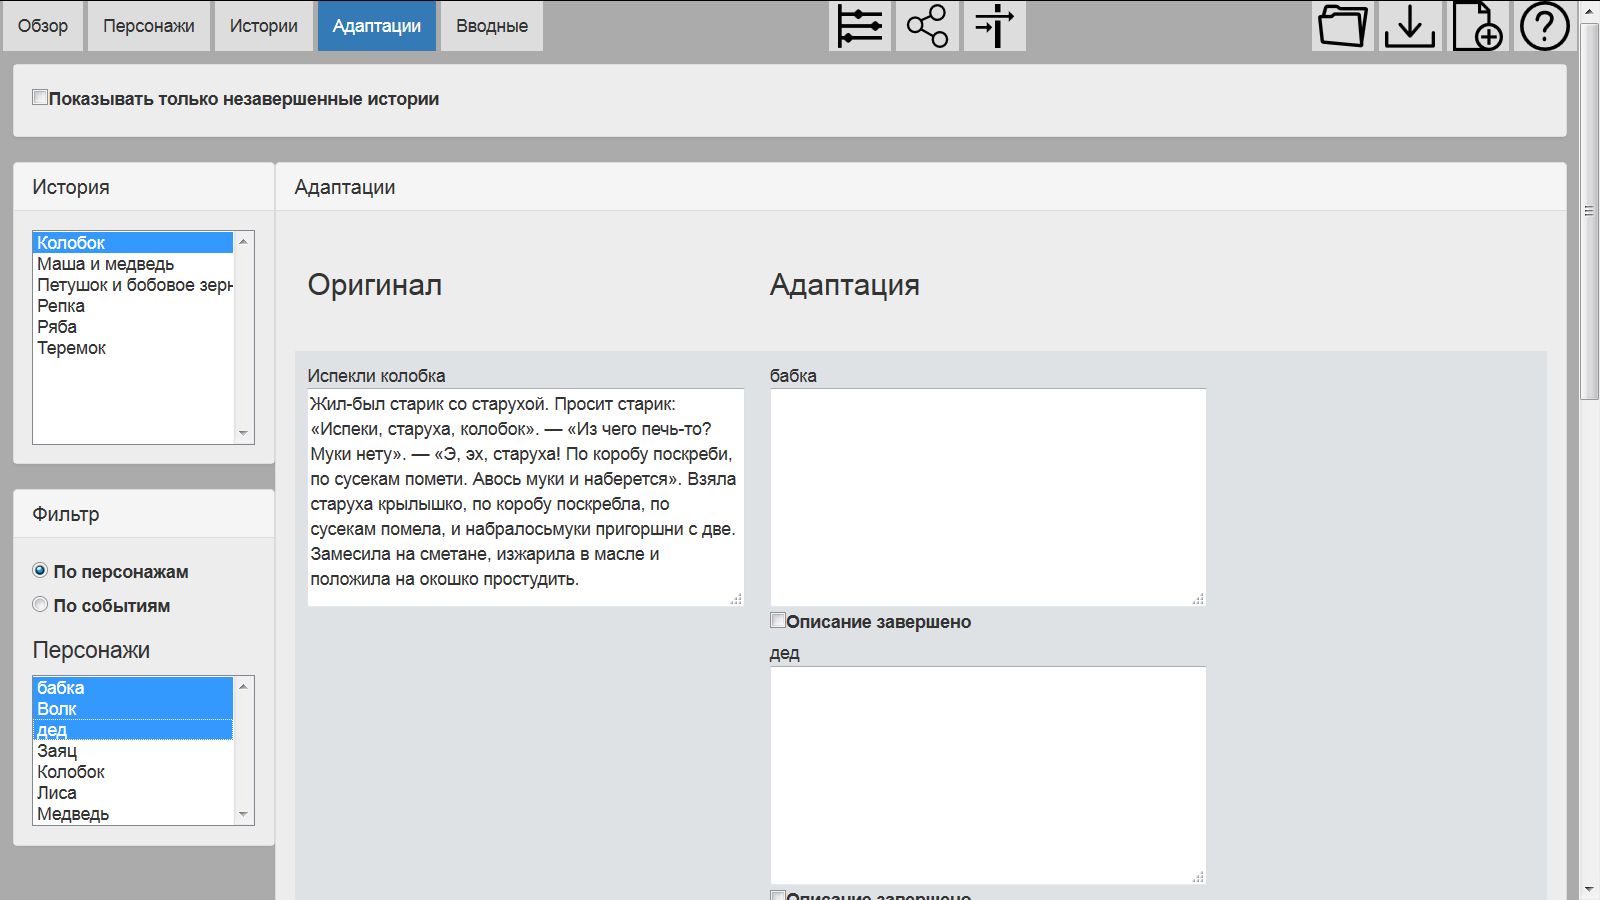 Обзор
Персонажи
Истории
Адаптации
Вводные
Показывать только незавершенные истории
История
Колобок
Маша и медведь
Петушок и бобовое зерн
Репка
Ряба
Теремок
Фильтр
По персонажам
По событиям
Персонажи
бабка
Волк
дед
Заяц
Колобок
Лиса
Медведь
Адаптации
Оригинал
Адаптация
Испекли колобка
Жил-был старик со старухой. Просит старик:
«Испеки, старуха, колобок». — «Из чего печь-то?
Муки нету». — «Э, эх, старуха! По коробу поскреби,
по сусекам помети. Авось муки и наберется». Взяла
старуха крылышко, по коробу поскребла, по
сусекам помела, и набралосьмуки пригоршни с две.
Замесила на сметане, изжарила в масле и
положила на окошко простудить.
бабка
Описание завершено
дед
Описание завершено